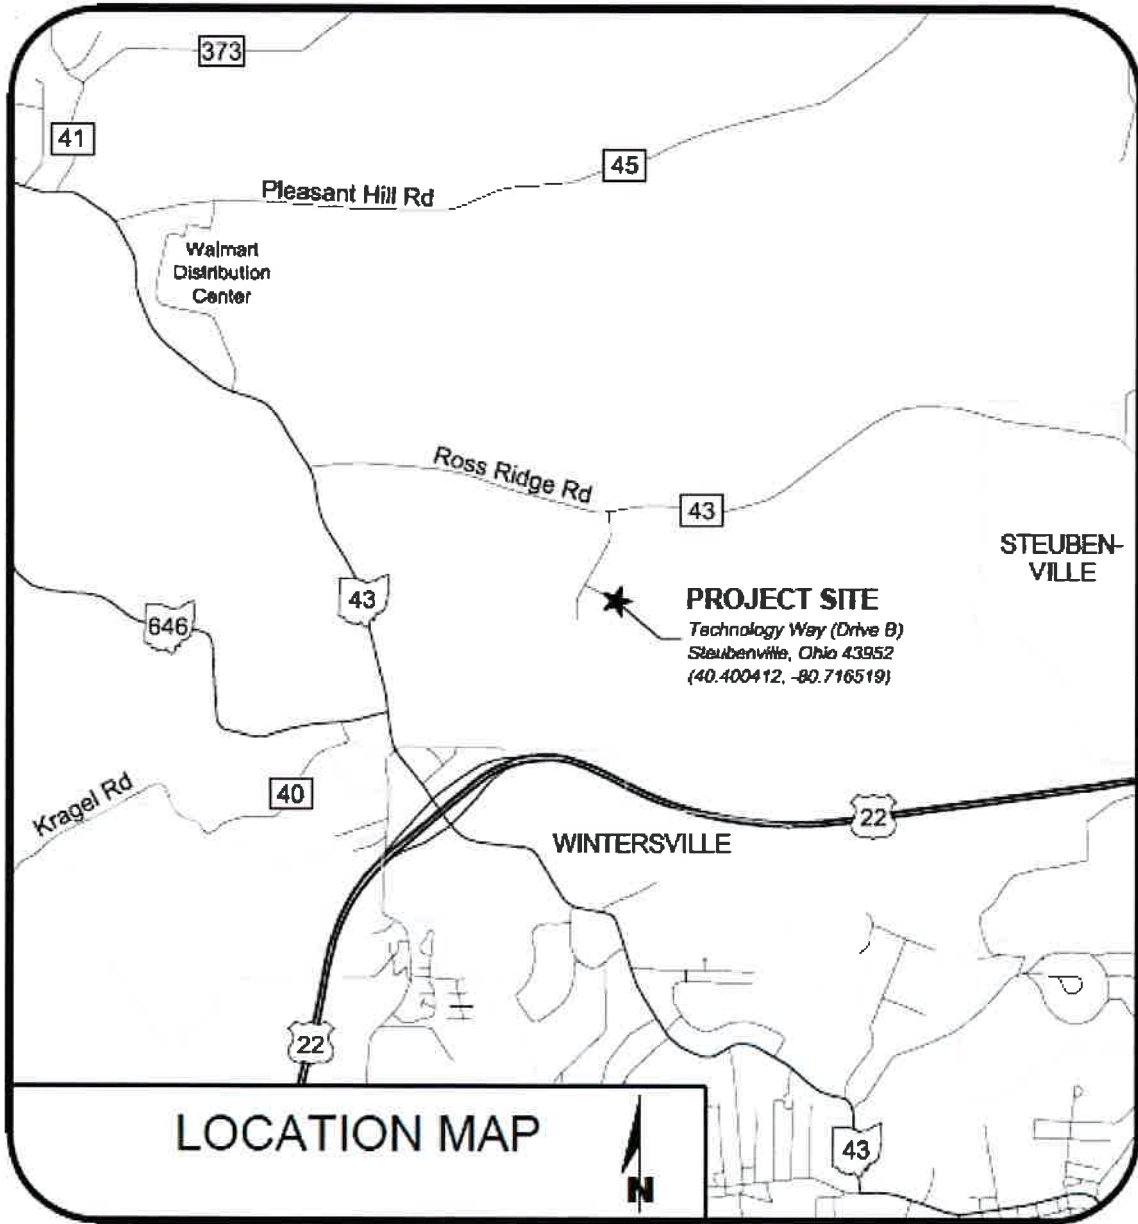 373
41
45
Pleasant Hill Rd
Walmart
Distribution
Center
Ross Ridge Rd
43
STEUBEN-
VILLE
43
PROJECT SITE
646
Technology Way (Drive B)
Steubenville, Ohio 43952
(40.400412, -80.716519)
Kragel Rd
40
22
WINTERSVILLE
22
LOCATION MAP
N
43